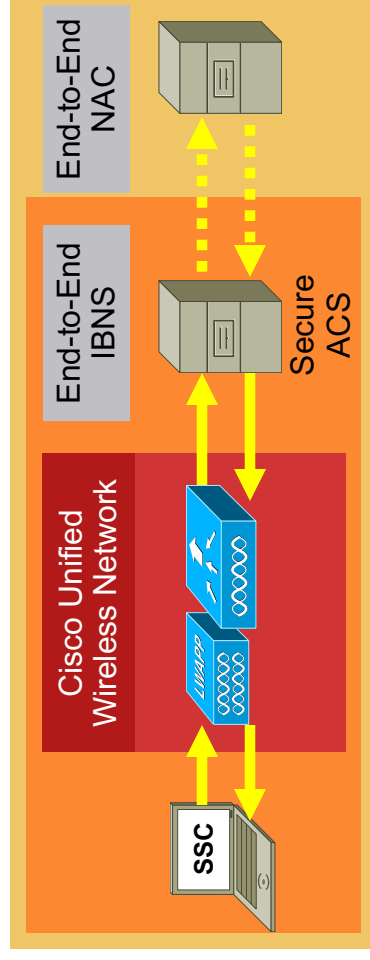 Cisco Unified
Wireless Network
End-to-End
IBNS
End-to-End
NAC
SSC
LWAPP
Secure
ACS